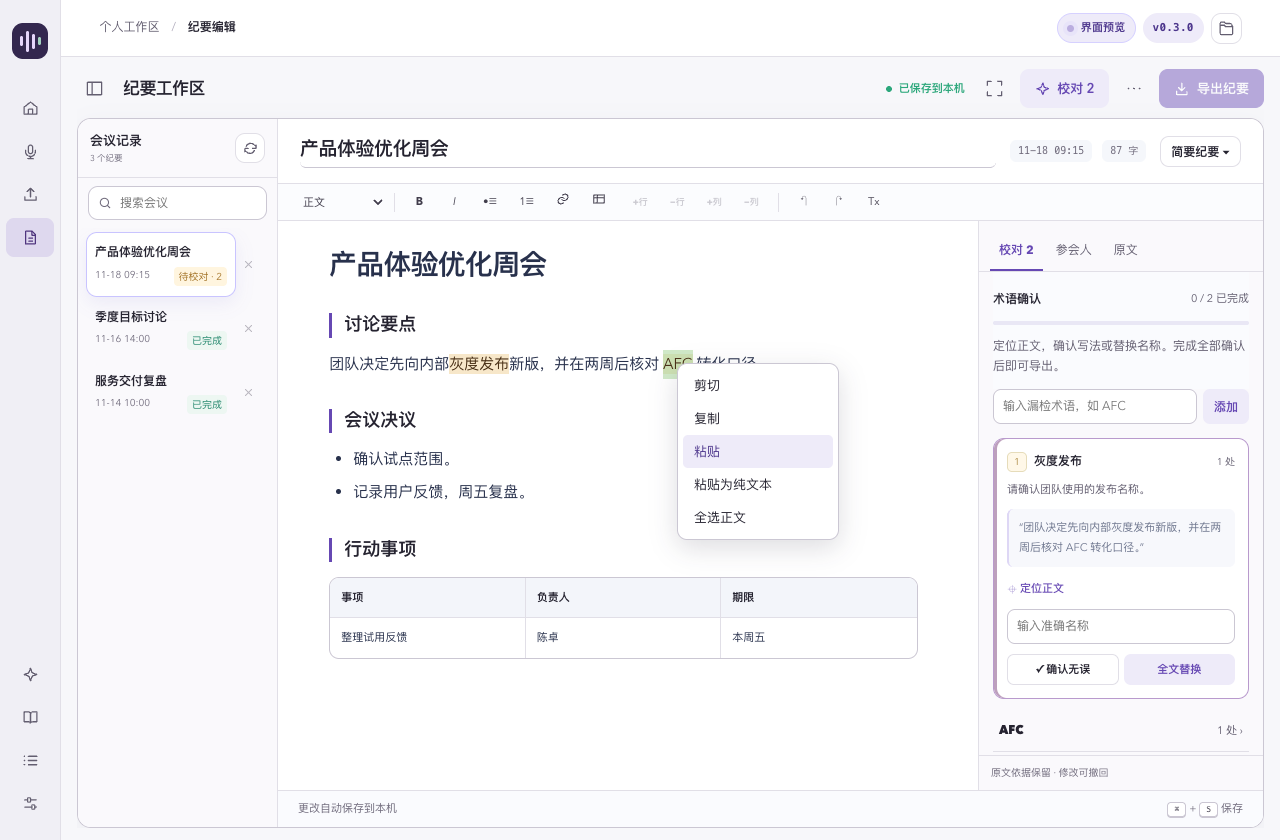 个人工作区 / 纪要编辑
界面预览
v0.3.0
纪要工作区
已保存到本机
校对 2
···
导出纪要
会议记录
3 个纪要
搜索会议
产品体验优化周会
11-18 09:15
待校对 · 2
季度目标讨论
11-16 14:00
已完成
服务交付复盘
11-14 10:00
已完成
产品体验优化周会
11-18 09:15
87 字
简要纪要
正文 B I •≡ 1≡ +行 −行 +列 −列 Tx
产品体验优化周会
讨论要点
团队决定先向内部灰度发布新版，并在两周后核对 AFC 转化口径
会议决议
• 确认试点范围。
• 记录用户反馈，周五复盘。
行动事项
事项 负责人 期限
整理试用反馈 陈卓 本周五
剪切
复制
粘贴
粘贴为纯文本
全选正文
校对 2 参会人 原文
术语确认
0 / 2 已完成
定位正文，确认写法或替换名称。完成全部确认
后即可导出。
输入漏检术语，如 AFC
添加
1 灰度发布 1 处
请确认团队使用的发布名称。
“团队决定先向内部灰度发布新版，并在两
周后核对 AFC 转化口径。”
定位正文
输入准确名称
✓确认无误
全文替换
AFC 1 处 ›
原文依据保留 · 修改可撤回
更改自动保存到本机
⌘ + S 保存